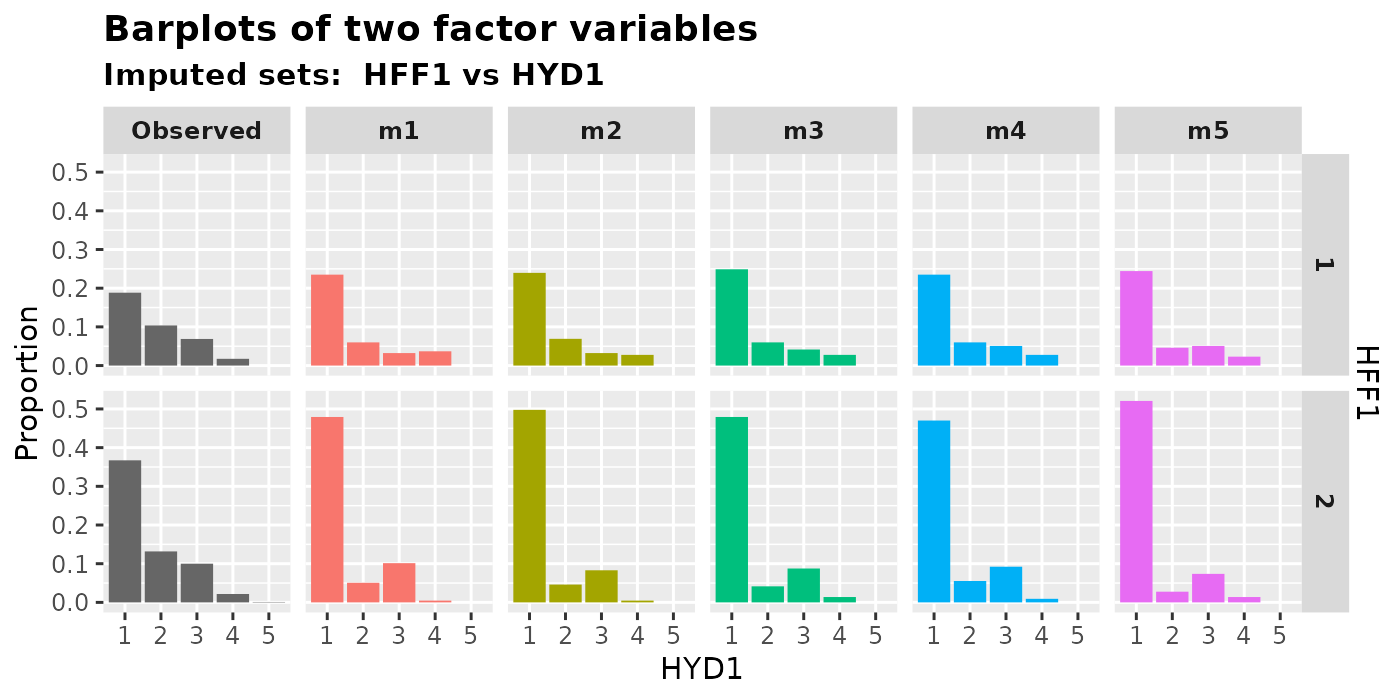 Barplots of two factor variables
Imputed sets:  HFF1 vs HYD1
Observed m1 m2 m3 m4 m5
0.5
0.4
0.3
0.2
0.1
0.0
1
0.5
0.4
0.3
0.2
0.1
0.0
2
Proportion
HFF1
1 2 3 4 5 1 2 3 4 5 1 2 3 4 5 1 2 3 4 5 1 2 3 4 5 1 2 3 4 5
HYD1